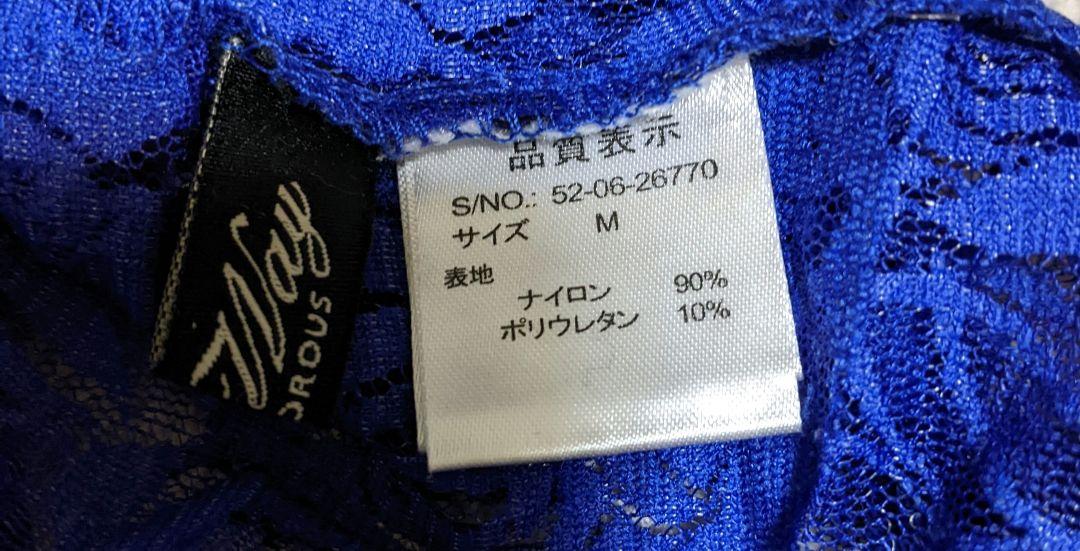 Way
品質表示
S/NO.: 52-06-26770
サイズ M
表地
ナイロン 90%
ポリウレタン 10%